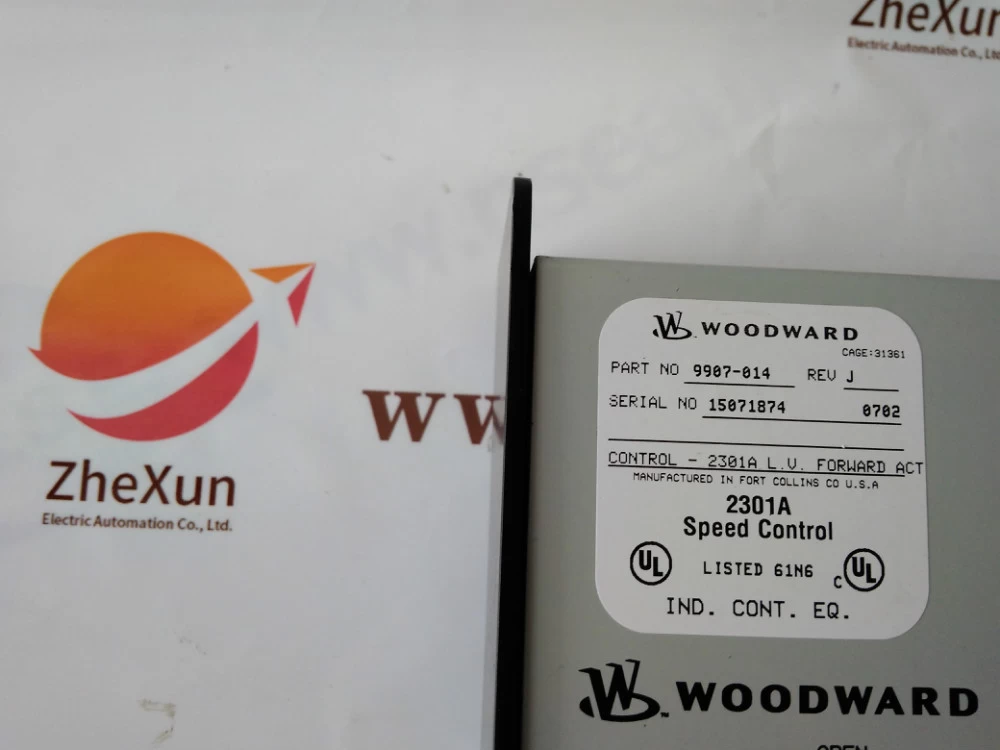 ZheXun
Electric Automation Co., Ltd.
ZheXun
Electric Automation Co., Ltd.
WOODWARD
CAGE:31361
PART NO 9907-014 REV J
SERIAL NO 15071874 0702
CONTROL - 2301A L.V. FORWARD ACT
MANUFACTURED IN FORT COLLINS CO U.S.A
2301A
Speed Control
UL LISTED 61N6 C UL
IND. CONT. EQ.
WOODWARD